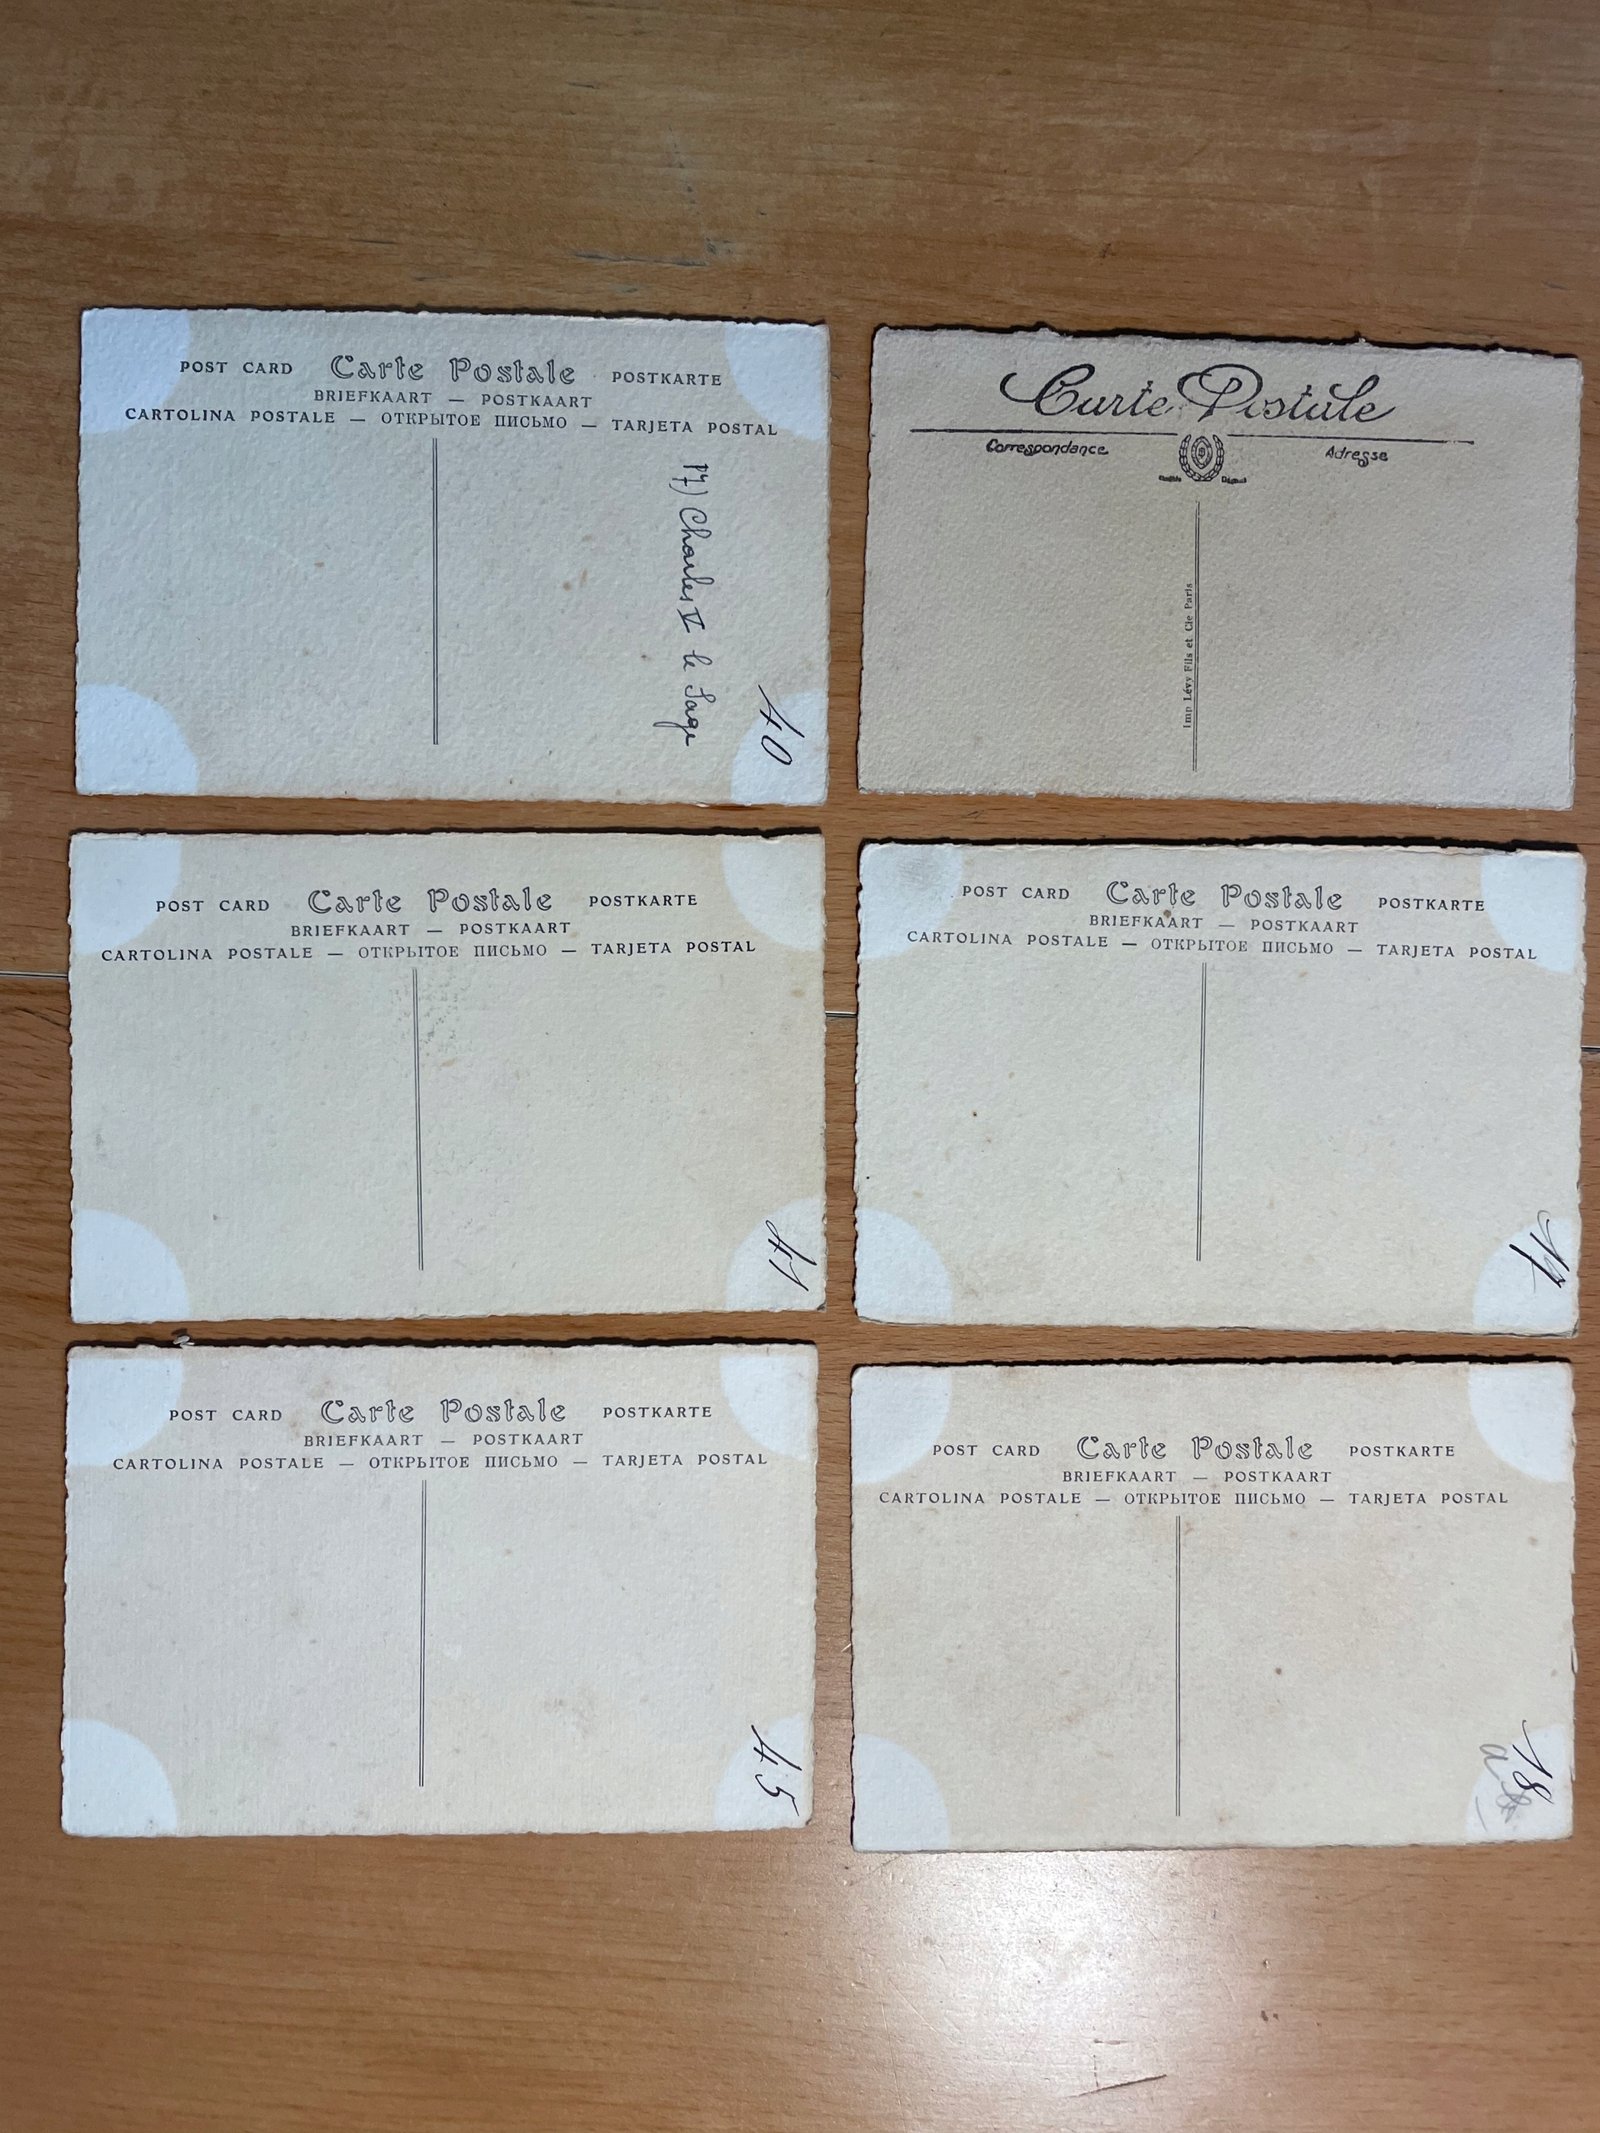 POST CARD Carte Postale POSTKARTE
BRIEFKAART — POSTKAART
CARTOLINA POSTALE — ОТКРЫТОЕ ПИСЬМО — TARJETA POSTAL
17) Charles V le Sage
40
Carte Postale
Correspondance
Adresse
Imp Lévy Fils et Cie Paris
POST CARD Carte Postale POSTKARTE
BRIEFKAART — POSTKAART
CARTOLINA POSTALE — ОТКРЫТОЕ ПИСЬМО — TARJETA POSTAL
41
POST CARD Carte Postale POSTKARTE
BRIEFKAART — POSTKAART
CARTOLINA POSTALE — ОТКРЫТОЕ ПИСЬМО — TARJETA POSTAL
POST CARD Carte Postale POSTKARTE
BRIEFKAART — POSTKAART
CARTOLINA POSTALE — ОТКРЫТОЕ ПИСЬМО — TARJETA POSTAL
45
POST CARD Carte Postale POSTKARTE
BRIEFKAART — POSTKAART
CARTOLINA POSTALE — ОТКРЫТОЕ ПИСЬМО — TARJETA POSTAL
18